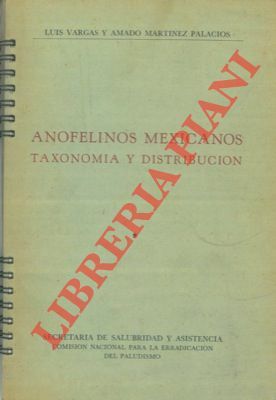 LUIS VARGAS Y AMADO MARTINEZ PALACIOS
ANOFELINOS MEXICANOS
TAXONOMIA Y DISTRIBUCION
LIBRERIA PIANI
SECRETARIA DE SALUBRIDAD Y ASISTENCIA
COMISION NACIONAL PARA LA ERRADICACION
DEL PALUDISMO